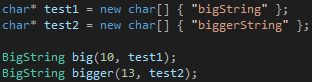 char* test1 = new char[] { "bigString" };
char* test2 = new char[] { "biggerString" };
BigString big(10, test1);
BigString bigger(13, test2);